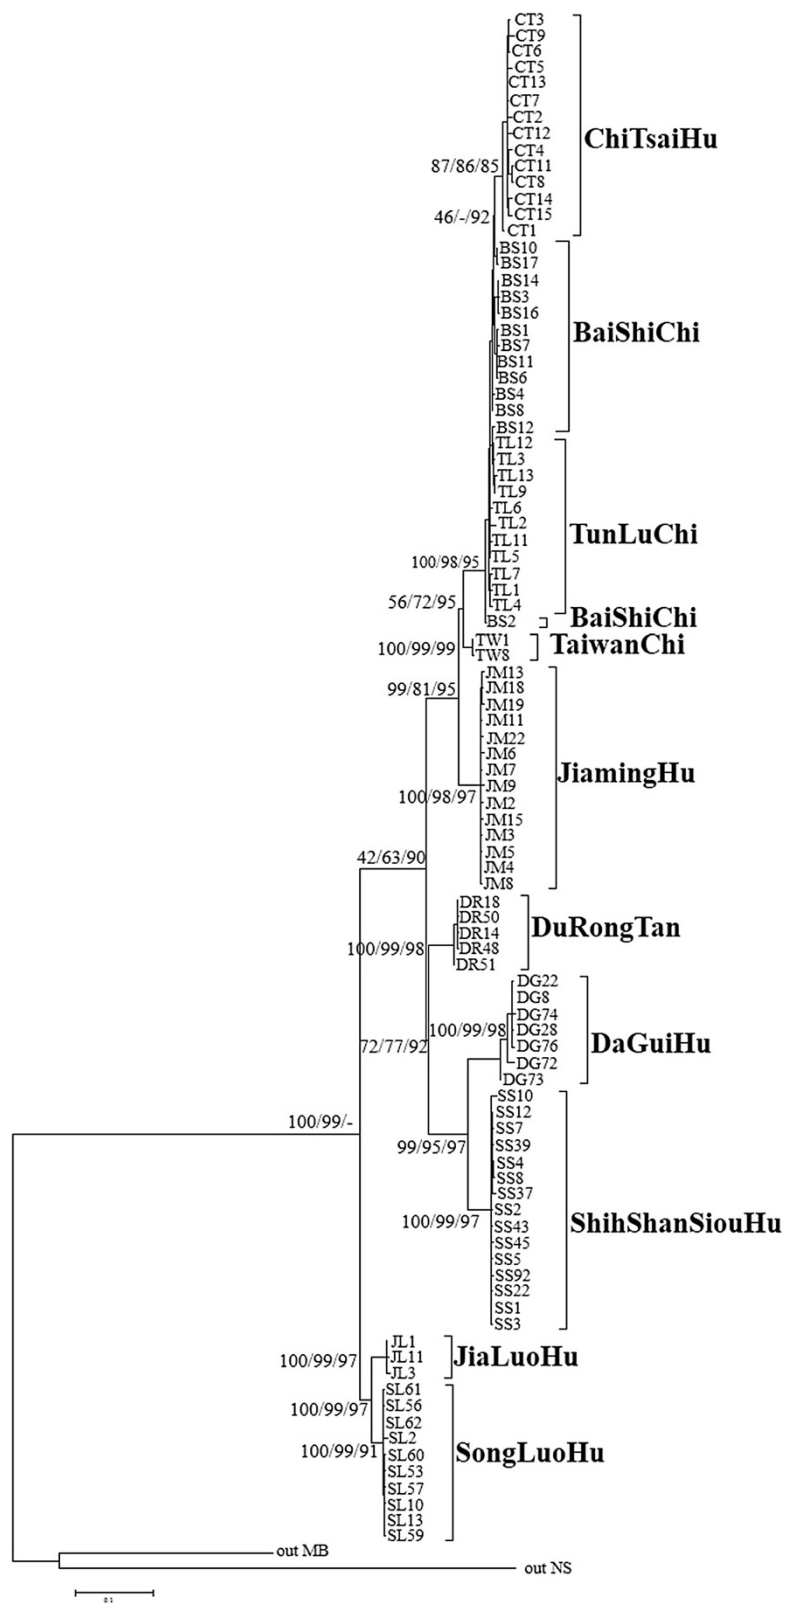 CT3
CT9
CT6
CT5
CT13
CT7
CT2
CT12
ChiTsaiHu
CT4
87/86/85
CT11
CT8
CT14
46/-/92
CT15
CT1
BS10
BS17
BS14
BS3
BS16
BS1
BaiShiChi
BS7
BS11
BS6
BS4
BS8
BS12
TL12
TL3
TL13
TL9
TL6
TL2
TunLuChi
TL11
TL5
100/98/95
TL7
TL1
56/72/95
TL4
BS2
BaiShiChi
TW1
TaiwanChi
100/99/99
TW8
JM13
99/81/95
JM18
JM19
JM11
JM22
JM6
JM7
JiamingHu
JM9
100/98/97
JM2
JM15
JM3
JM5
42/63/90
JM4
JM8
DR18
DR50
DuRongTan
DR14
100/99/98
DR48
DR51
DG22
DG8
DG74
100/99/98
DG28
DaGuiHu
72/77/92
DG76
DG72
DG73
SS10
SS12
100/99/-
SS7
99/95/97
SS39
SS4
SS8
SS37
SS2
100/99/97
ShihShanSiouHu
SS43
SS45
SS5
SS92
SS22
SS1
SS3
JL1
100/99/97
JL11
JiaLuoHu
JL3
SL61
100/99/97
SL56
SL62
SL2
100/99/91
SongLuoHu
SL60
SL53
SL57
SL10
SL13
SL59
out MB
out NS
0.1